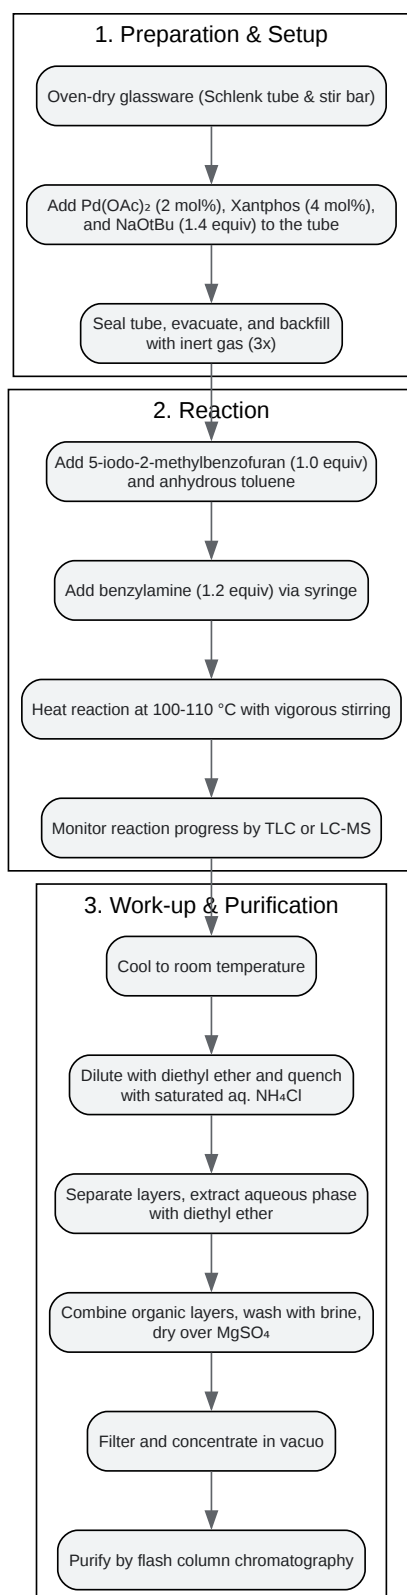 1. Preparation & Setup
Oven-dry glassware (Schlenk tube & stir bar)
Add Pd(OAc)₂ (2 mol%), Xantphos (4 mol%),
and NaOtBu (1.4 equiv) to the tube
Seal tube, evacuate, and backfill
with inert gas (3x)
2. Reaction
Add 5-iodo-2-methylbenzofuran (1.0 equiv)
and anhydrous toluene
Add benzylamine (1.2 equiv) via syringe
Heat reaction at 100-110 °C with vigorous stirring
Monitor reaction progress by TLC or LC-MS
3. Work-up & Purification
Cool to room temperature
Dilute with diethyl ether and quench
with saturated aq. NH₄Cl
Separate layers, extract aqueous phase
with diethyl ether
Combine organic layers, wash with brine,
dry over MgSO₄
Filter and concentrate in vacuo
Purify by flash column chromatography